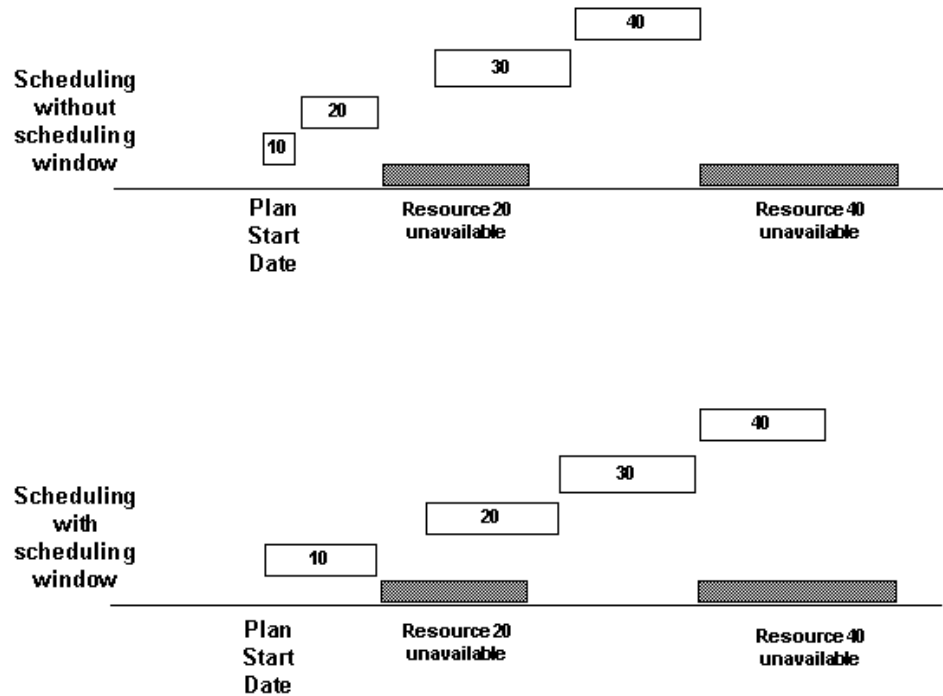 40
30
Scheduling
without
scheduling
window
20
10
Plan
Start
Date
Resource 20
unavailable
Resource 40
unavailable
40
30
Scheduling
with
scheduling
window
20
10
Plan
Start
Date
Resource 20
unavailable
Resource 40
unavailable